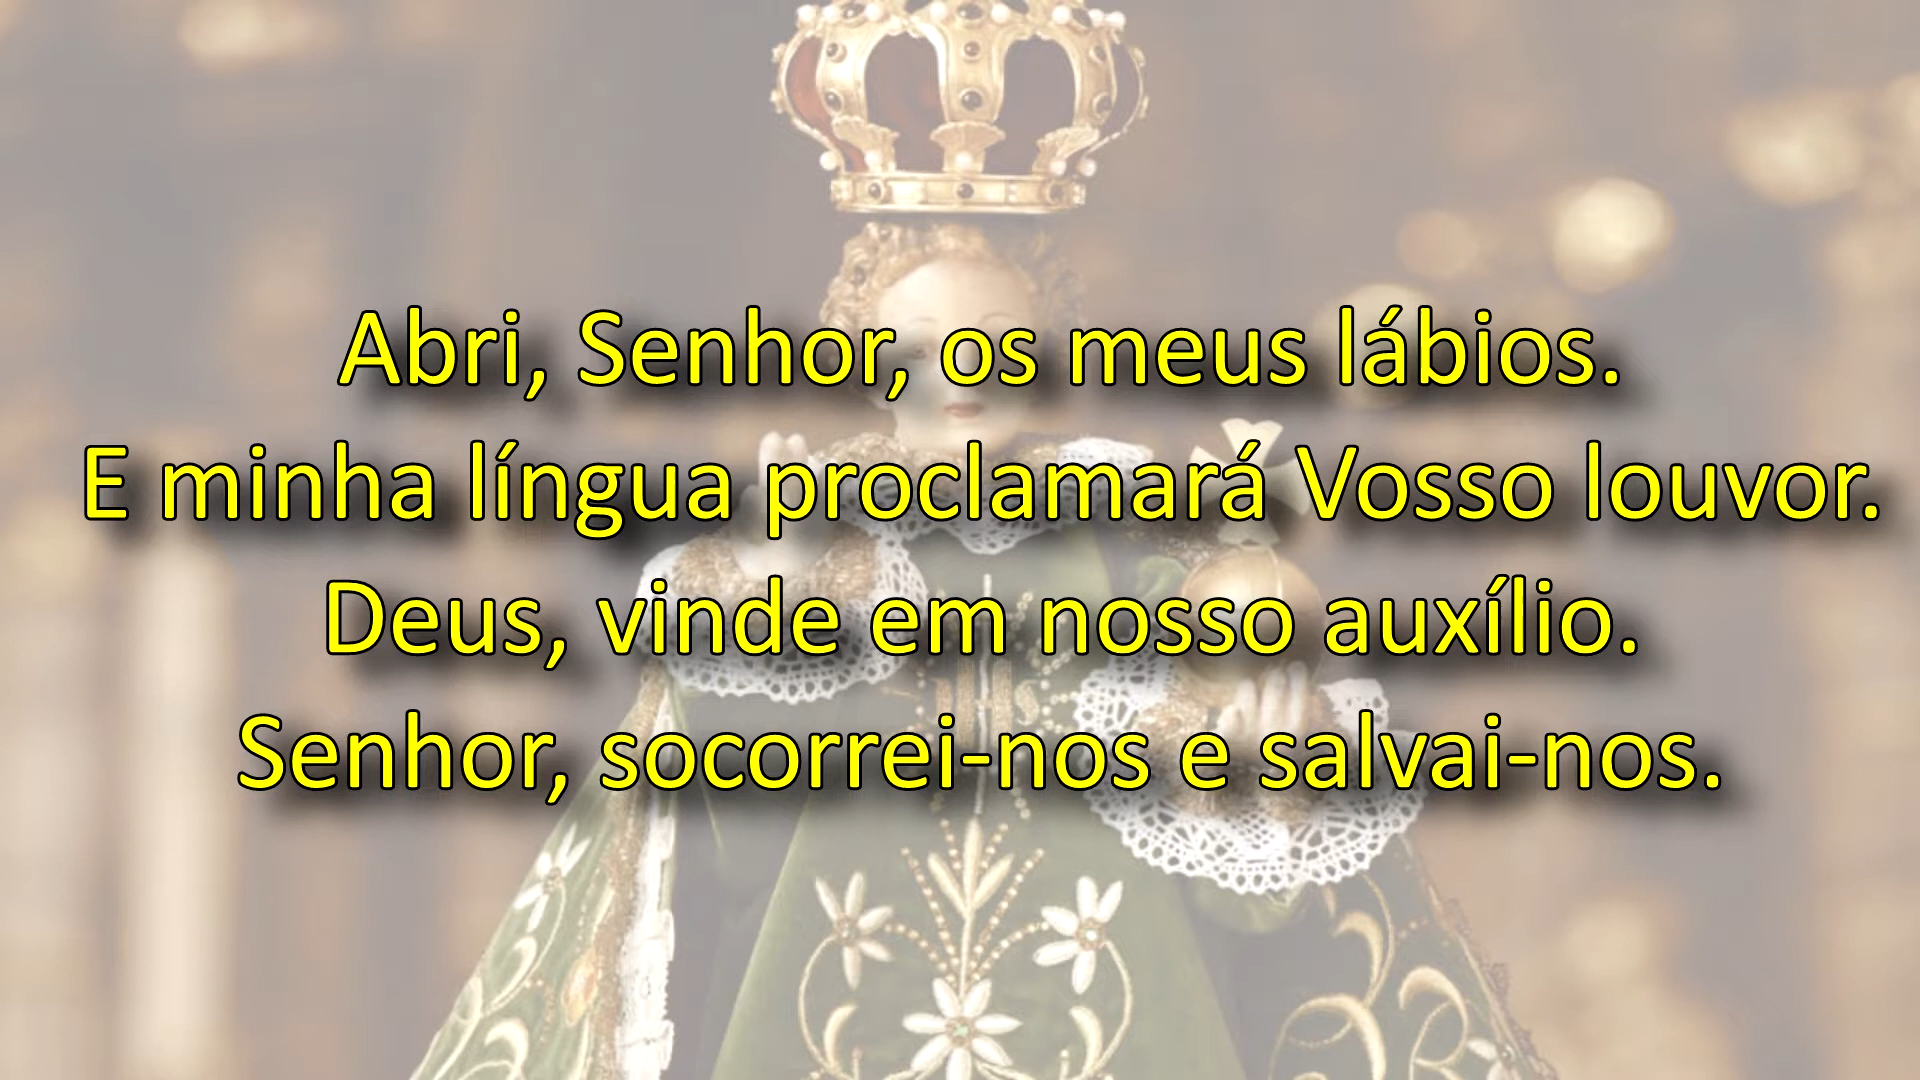 Abri, Senhor, os meus lábios.
E minha língua proclamará Vosso louvor.
Deus, vinde em nosso auxílio.
Senhor, socorrei-nos e salvai-nos.